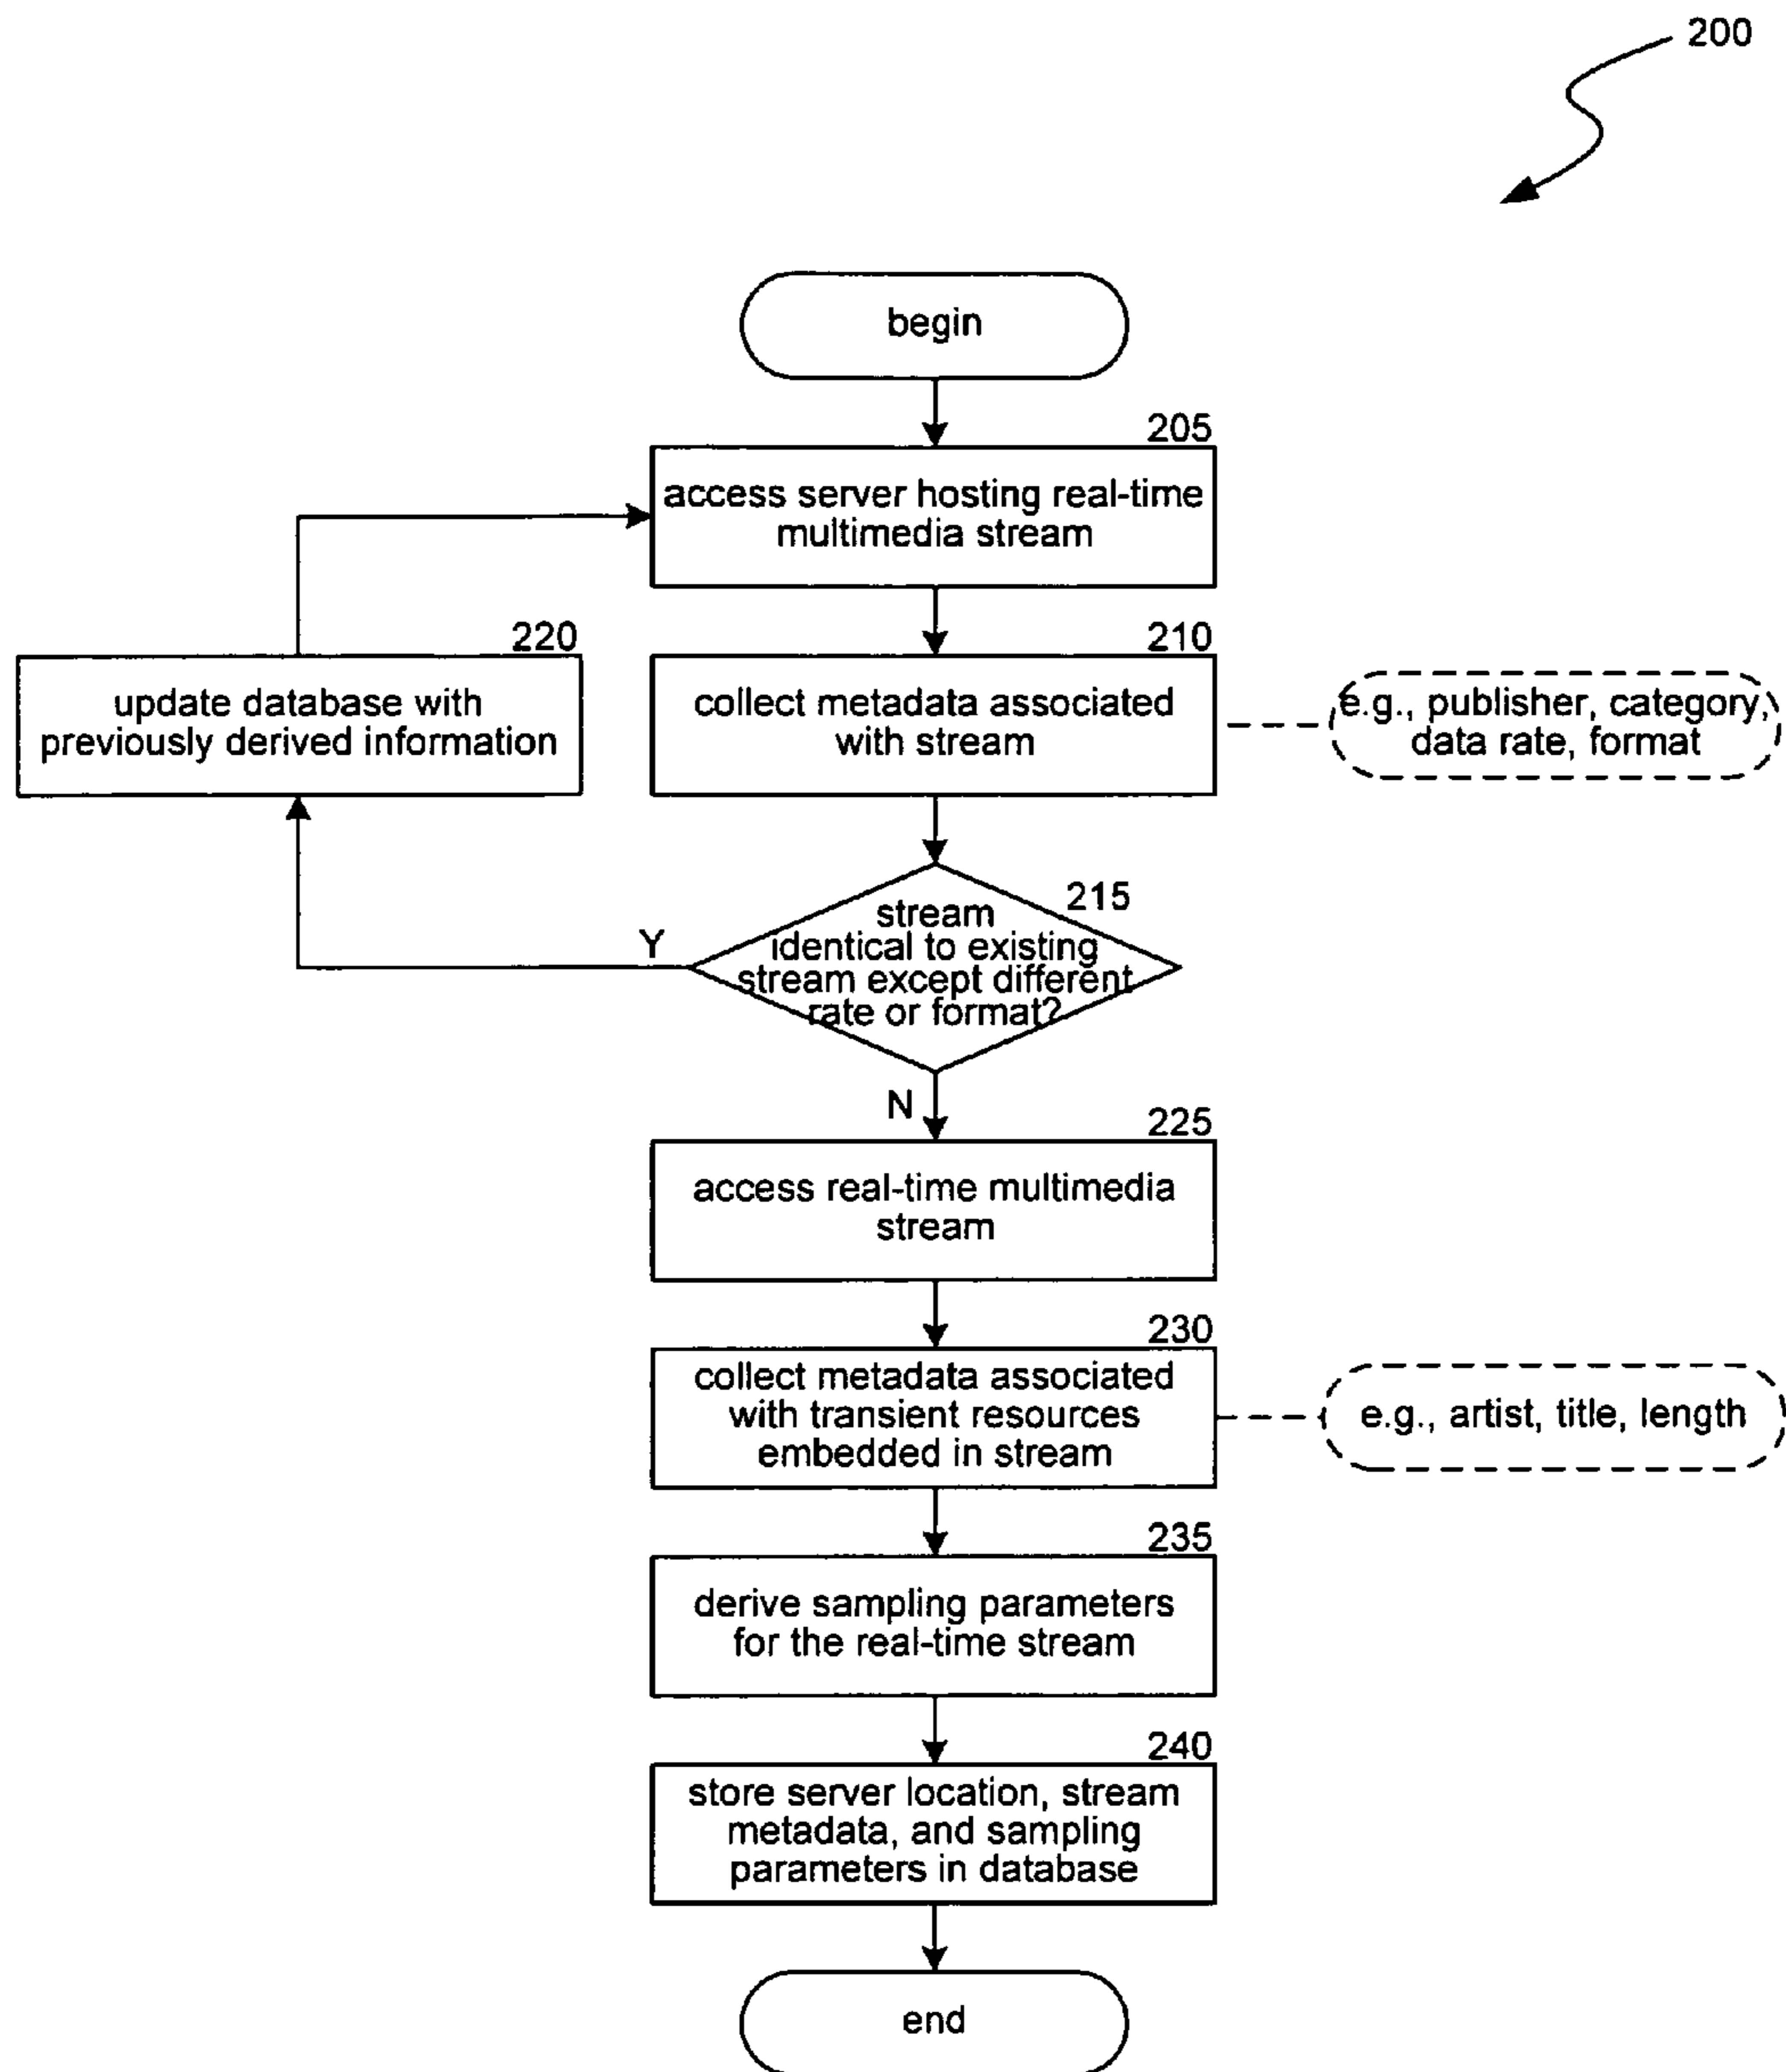 200
begin
205
access server hosting real-time
multimedia stream
220
update database with
previously derived information
210
collect metadata associated
with stream
e.g., publisher, category,
data rate, format
215
stream
identical to existing
stream except different
rate or format?
Y
N
225
access real-time multimedia
stream
230
collect metadata associated
with transient resources
embedded in stream
e.g., artist, title, length
235
derive sampling parameters
for the real-time stream
240
store server location, stream
metadata, and sampling
parameters in database
end